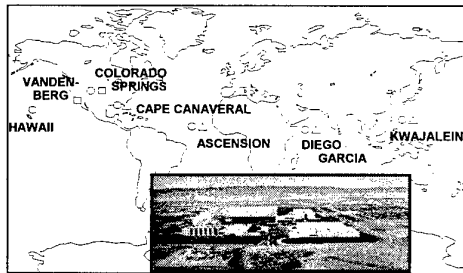 COLORADO
SPRINGS
VANDEN-
BERG
CAPE CANAVERAL
HAWAII
ASCENSION
DIEGO
GARCIA
KWAJALEIN